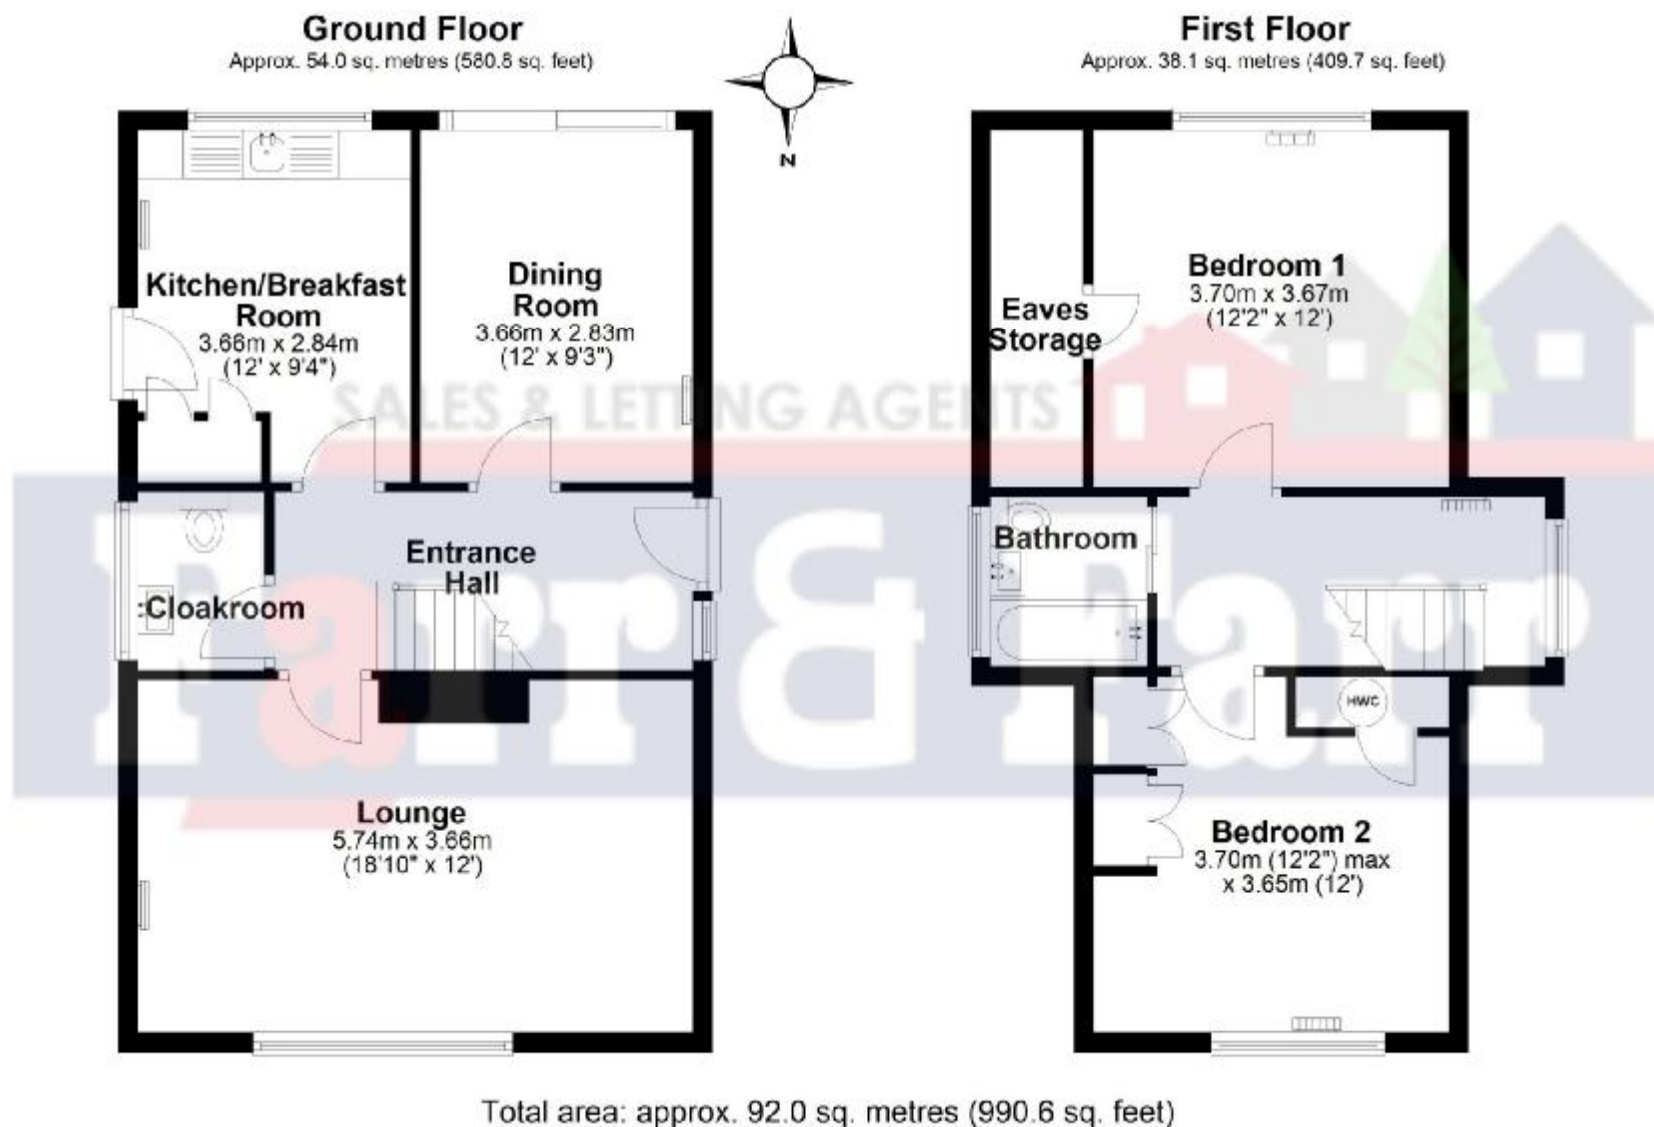 Ground Floor
Approx. 54.0 sq. metres (580.8 sq. feet)
N
First Floor
Approx. 38.1 sq. metres (409.7 sq. feet)
Kitchen/Breakfast
Room
3.66m x 2.84m
(12' x 9'4")
Dining
Room
3.66m x 2.83m
(12' x 9'3")
Entrance
Hall
Cloakroom
Lounge
5.74m x 3.66m
(18'10" x 12')
Eaves
Storage
Bedroom 1
3.70m x 3.67m
(12'2" x 12')
Bathroom
HWC
Bedroom 2
3.70m (12'2") max
x 3.65m (12')
SALES & LETTING AGENTS
Farr & Farr
Total area: approx. 92.0 sq. metres (990.6 sq. feet)